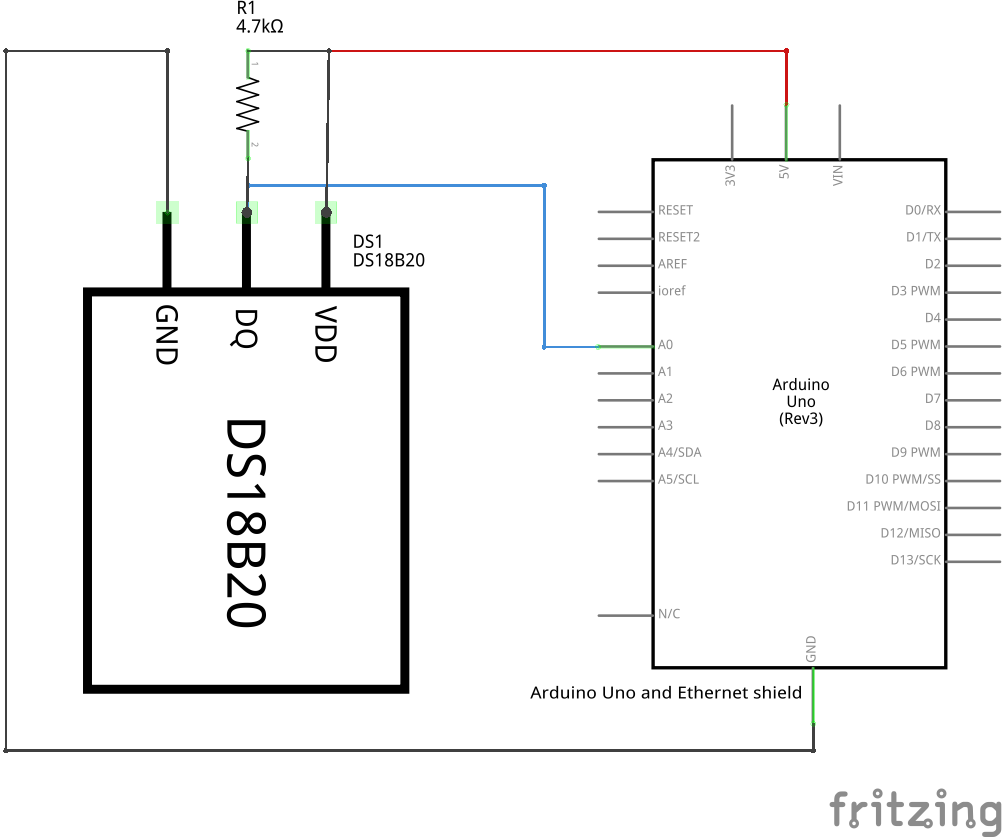 R1
4.7kΩ
1
2
DS1
DS18B20
GND
DQ
VDD
DS18B20
3V3
5V
VIN
RESET
RESET2
AREF
ioref
A0
A1
A2
A3
A4/SDA
A5/SCL
N/C
D0/RX
D1/TX
D2
D3 PWM
D4
D5 PWM
D6 PWM
D7
D8
D9 PWM
D10 PWM/SS
D11 PWM/MOSI
D12/MISO
D13/SCK
Arduino
Uno
(Rev3)
GND
Arduino Uno and Ethernet shield
fritzing